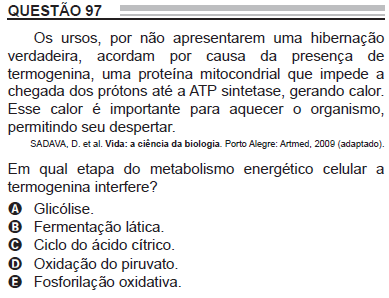 QUESTÃO 97
Os ursos, por não apresentarem uma hibernação
verdadeira, acordam por causa da presença de
termogenina, uma proteína mitocondrial que impede a
chegada dos prótons até a ATP sintetase, gerando calor.
Esse calor é importante para aquecer o organismo,
permitindo seu despertar.
SADAVA, D. et al. Vida: a ciência da biologia. Porto Alegre: Artmed, 2009 (adaptado).
Em qual etapa do metabolismo energético celular a
termogenina interfere?
A Glicólise.
B Fermentação lática.
C Ciclo do ácido cítrico.
D Oxidação do piruvato.
E Fosforilação oxidativa.